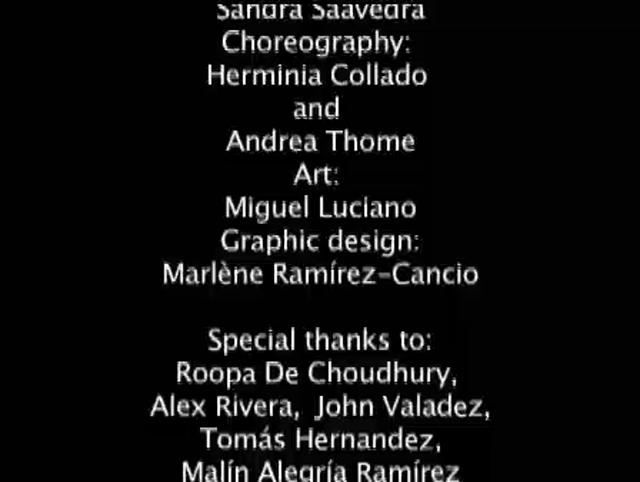 Sandra Saavedra
Choreography:
Herminia Collado
and
Andrea Thome
Art:
Miguel Luciano
Graphic design:
Marlène Ramírez-Cancio
Special thanks to:
Roopa De Choudhury,
Alex Rivera, John Valadez,
Tomás Hernandez,
Malín Alegría Ramírez